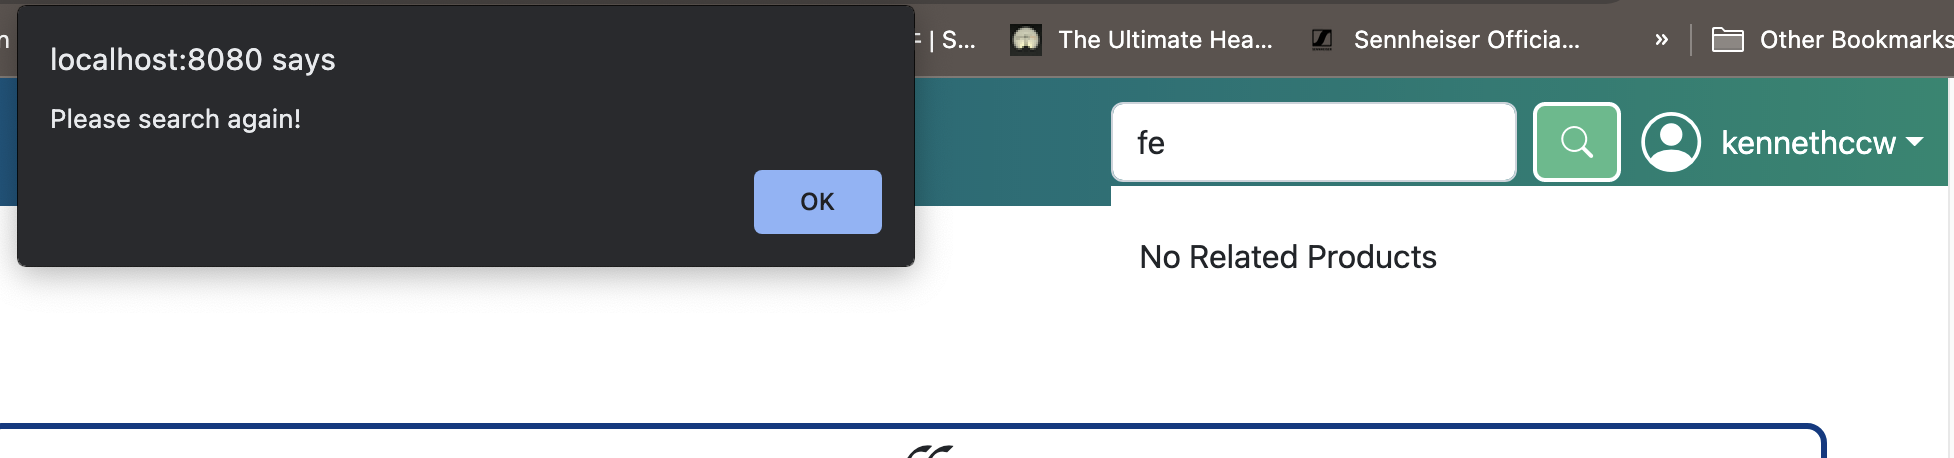 localhost:8080 says
Please search again!
OK
| S...
The Ultimate Hea...
Sennheiser Officia...
»
Other Bookmarks
fe
kennethccw
No Related Products